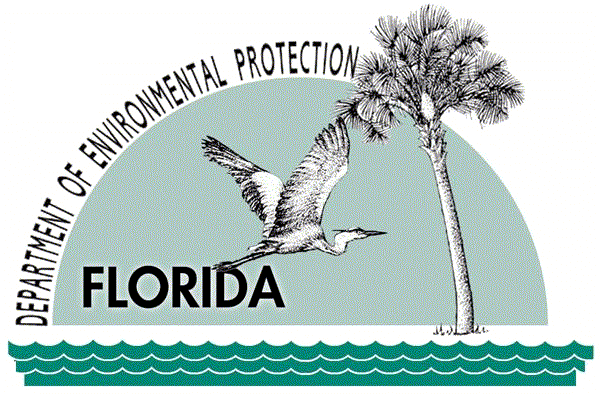 DEPARTMENT OF ENVIRONMENTAL PROTECTION
FLORIDA